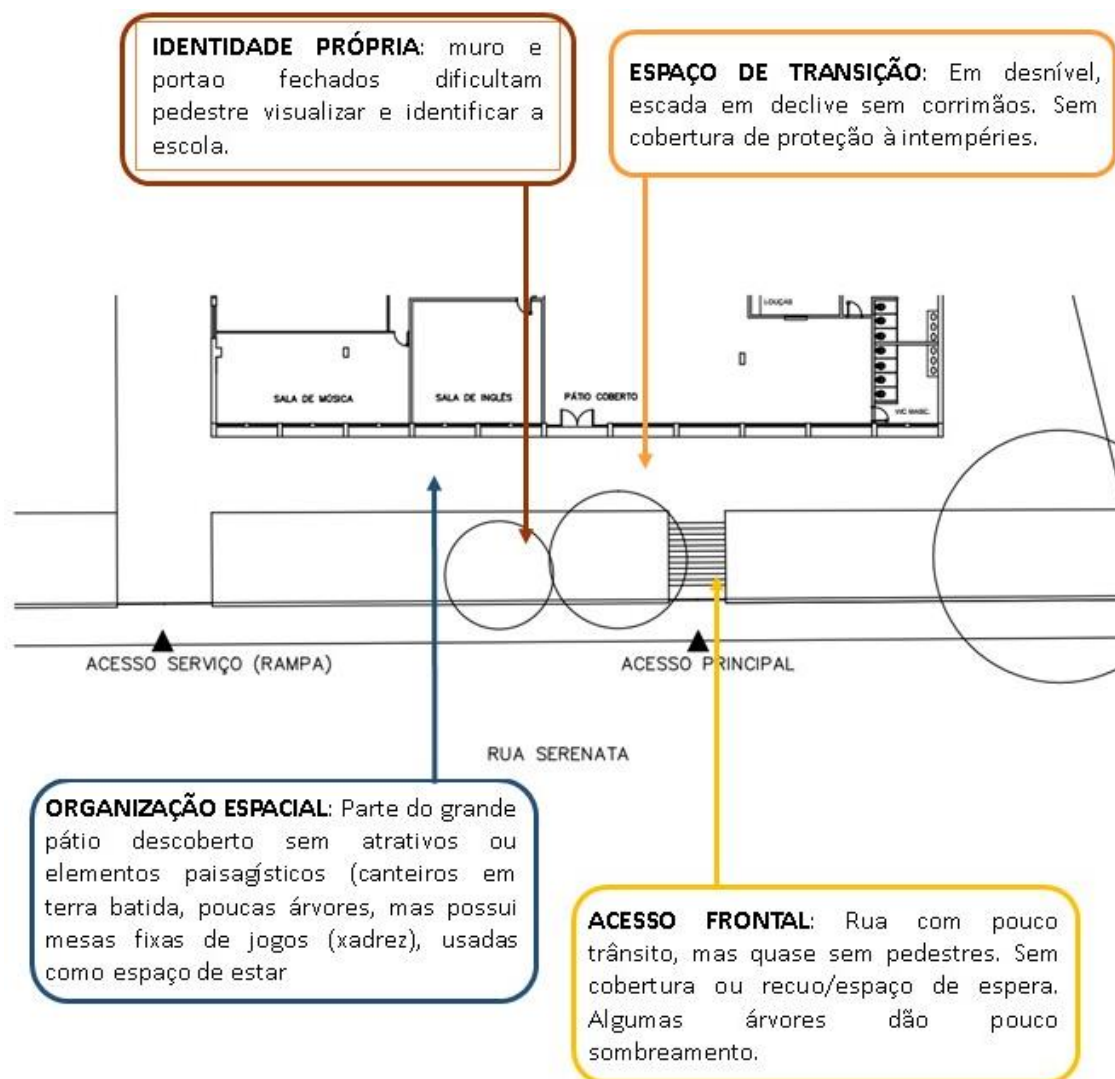 IDENTIDADE PRÓPRIA: muro e
portao fechados dificultam
pedestre visualizar e identificar a
escola.
ESPAÇO DE TRANSIÇÃO: Em desnível,
escada em declive sem corrimãos. Sem
cobertura de proteção à intempéries.
LOUÇAS
SALA DE MÚSICA
SALA DE INGLÊS
PÁTIO COBERTO
WC MASC.
ACESSO SERVIÇO (RAMPA)
ACESSO PRINCIPAL
RUA SERENATA
ORGANIZAÇÃO ESPACIAL: Parte do grande
pátio descoberto sem atrativos ou
elementos paisagísticos (canteiros em
terra batida, poucas árvores, mas possui
mesas fixas de jogos (xadrez), usadas
como espaço de estar
ACESSO FRONTAL: Rua com pouco
trânsito, mas quase sem pedestres. Sem
cobertura ou recuo/espaço de espera.
Algumas árvores dão pouco
sombreamento.